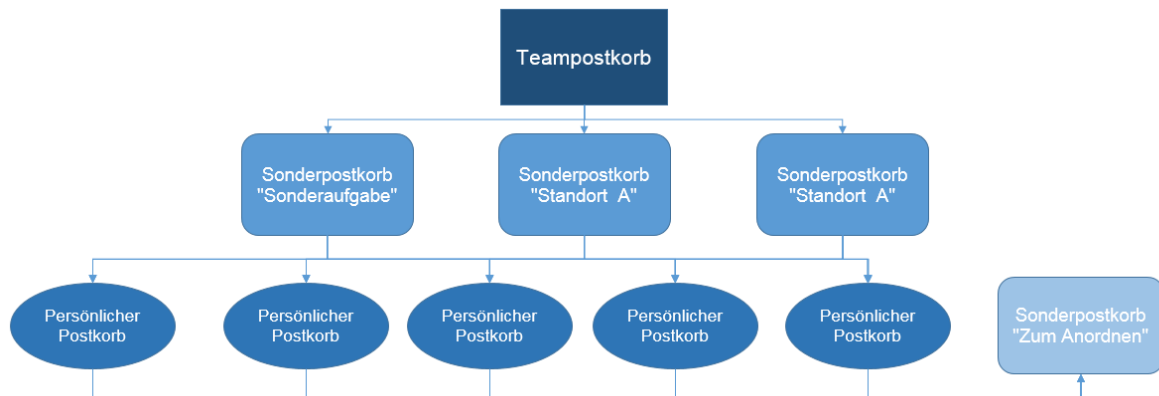 Teampostkorb
Sonderpostkorb
"Sonderaufgabe"
Sonderpostkorb
"Standort A"
Sonderpostkorb
"Standort A"
Persönlicher
Postkorb
Persönlicher
Postkorb
Persönlicher
Postkorb
Persönlicher
Postkorb
Persönlicher
Postkorb
Sonderpostkorb
"Zum Anordnen"